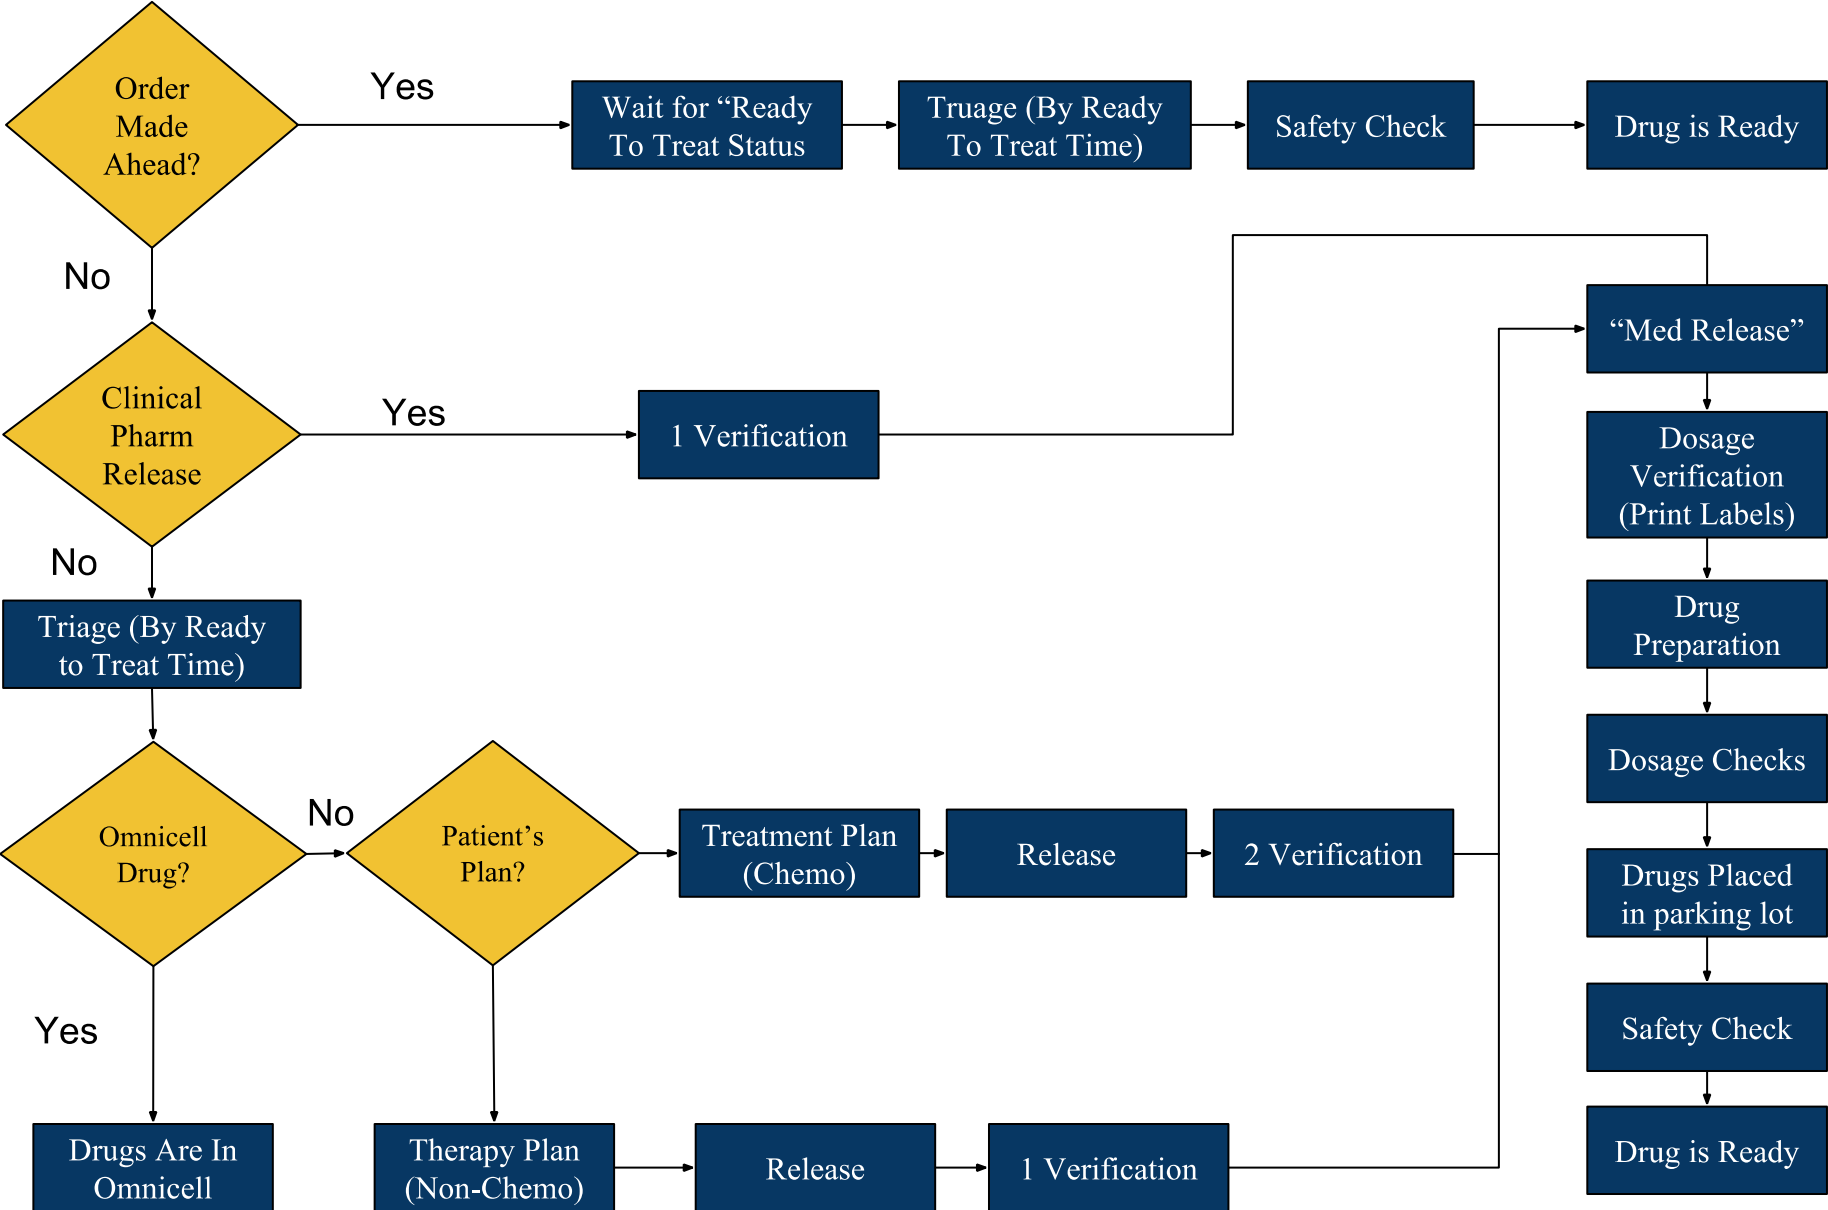 Order
Made
Ahead?
Yes
Wait for “Ready
To Treat Status
Truage (By Ready
To Treat Time)
Safety Check
Drug is Ready
No
Clinical
Pharm
Release
Yes
1 Verification
“Med Release”
Dosage
Verification
(Print Labels)
No
Triage (By Ready
to Treat Time)
Drug
Preparation
Dosage Checks
Omnicell
Drug?
No
Patient’s
Plan?
Treatment Plan
(Chemo)
Release
2 Verification
Drugs Placed
in parking lot
Yes
Safety Check
Drugs Are In
Omnicell
Therapy Plan
(Non-Chemo)
Release
1 Verification
Drug is Ready